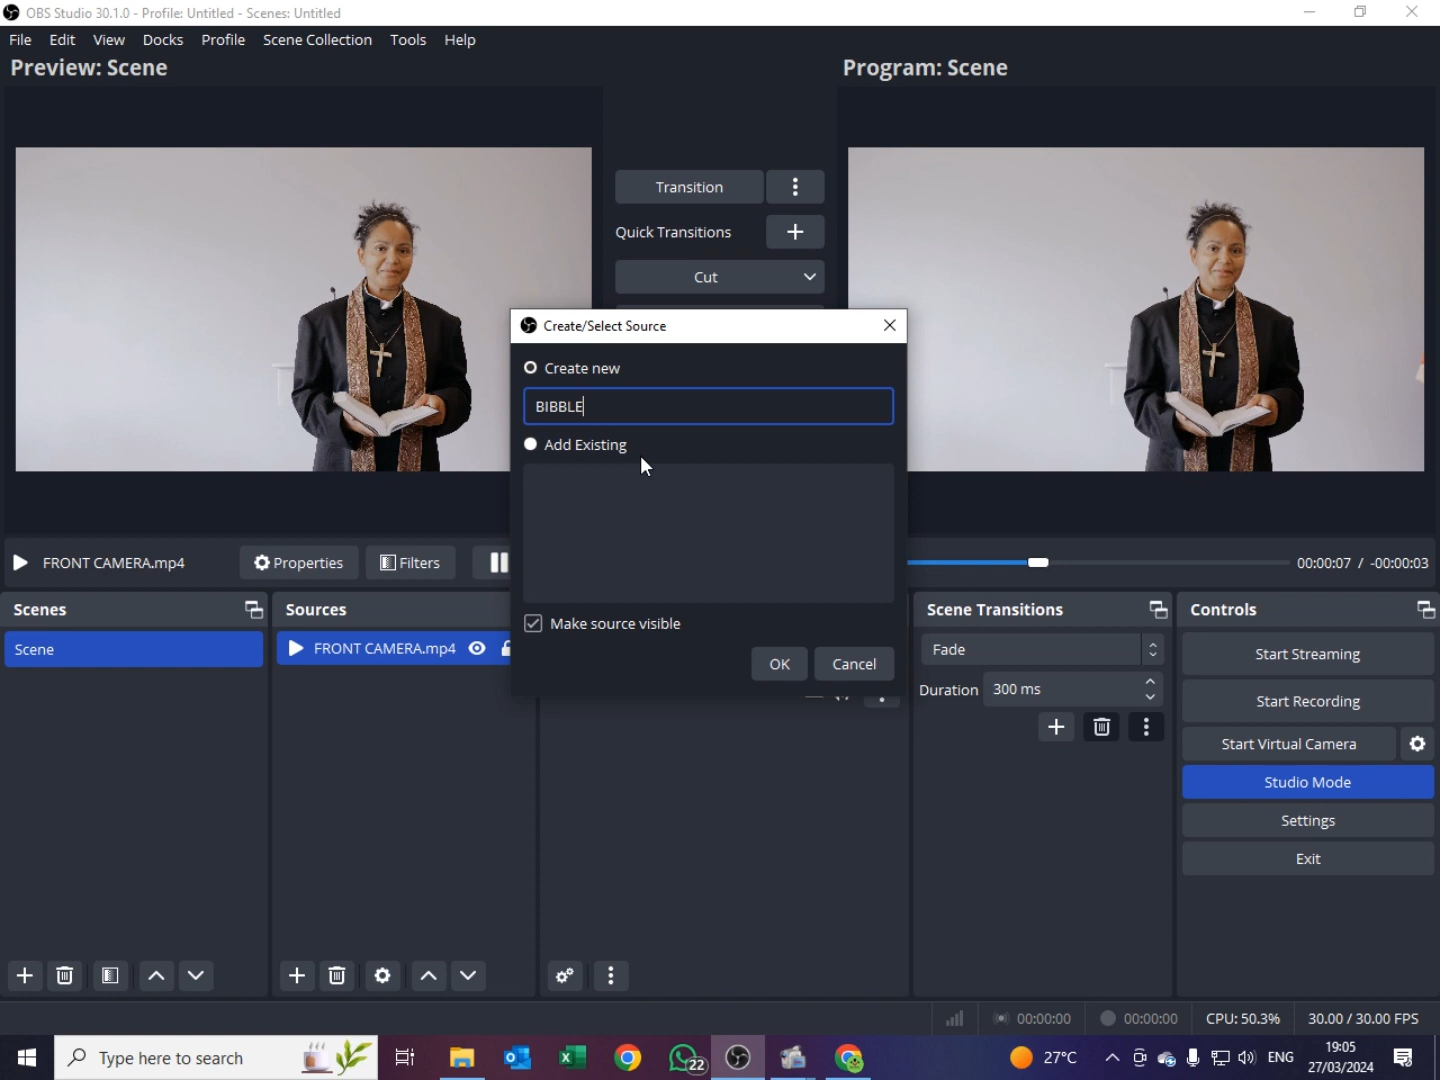 OBS Studio 30.1.0 - Profile: Untitled - Scenes: Untitled
File Edit View Docks Profile Scene Collection Tools Help
Preview: Scene
Program: Scene
Transition
Quick Transitions
Cut
Create/Select Source
Create new
BIBBLE
Add Existing
Make source visible
OK Cancel
FRONT CAMERA.mp4 Properties Filters
00:00:07 / -00:00:03
Scenes
Scene
Sources
FRONT CAMERA.mp4
Scene Transitions
Fade
Duration 300 ms
Controls
Start Streaming
Start Recording
Start Virtual Camera
Studio Mode
Settings
Exit
00:00:00 00:00:00 CPU: 50.3% 30.00 / 30.00 FPS
Type here to search
22
27°C
ENG
19:05
27/03/2024